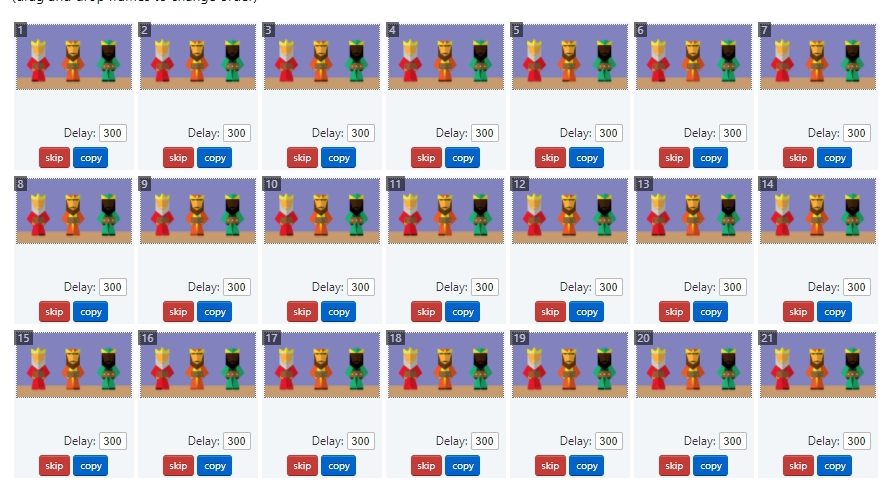 (drag and drop frames to change order)
1 2 3 4 5 6 7
Delay: 300 Delay: 300 Delay: 300 Delay: 300 Delay: 300 Delay: 300 Delay: 300
skip copy skip copy skip copy skip copy skip copy skip copy skip copy
8 9 10 11 12 13 14
Delay: 300 Delay: 300 Delay: 300 Delay: 300 Delay: 300 Delay: 300 Delay: 300
skip copy skip copy skip copy skip copy skip copy skip copy skip copy
15 16 17 18 19 20 21
Delay: 300 Delay: 300 Delay: 300 Delay: 300 Delay: 300 Delay: 300 Delay: 300
skip copy skip copy skip copy skip copy skip copy skip copy skip copy